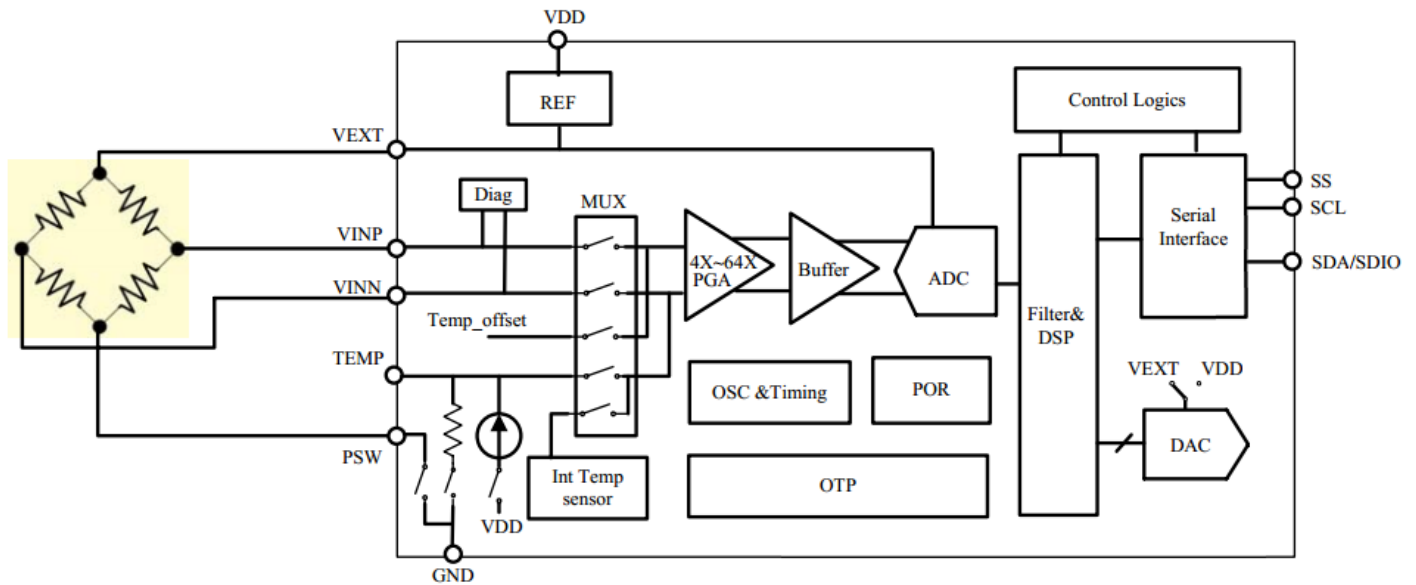 VDD
REF
Control Logics
VEXT
Diag
MUX
SS
SCL
VINP
Serial
Interface
4X~64X
PGA
Buffer
ADC
SDA/SDIO
VINN
Temp_offset
Filter&
DSP
TEMP
VEXT
VDD
OSC &Timing
POR
DAC
PSW
Int Temp
sensor
OTP
VDD
GND